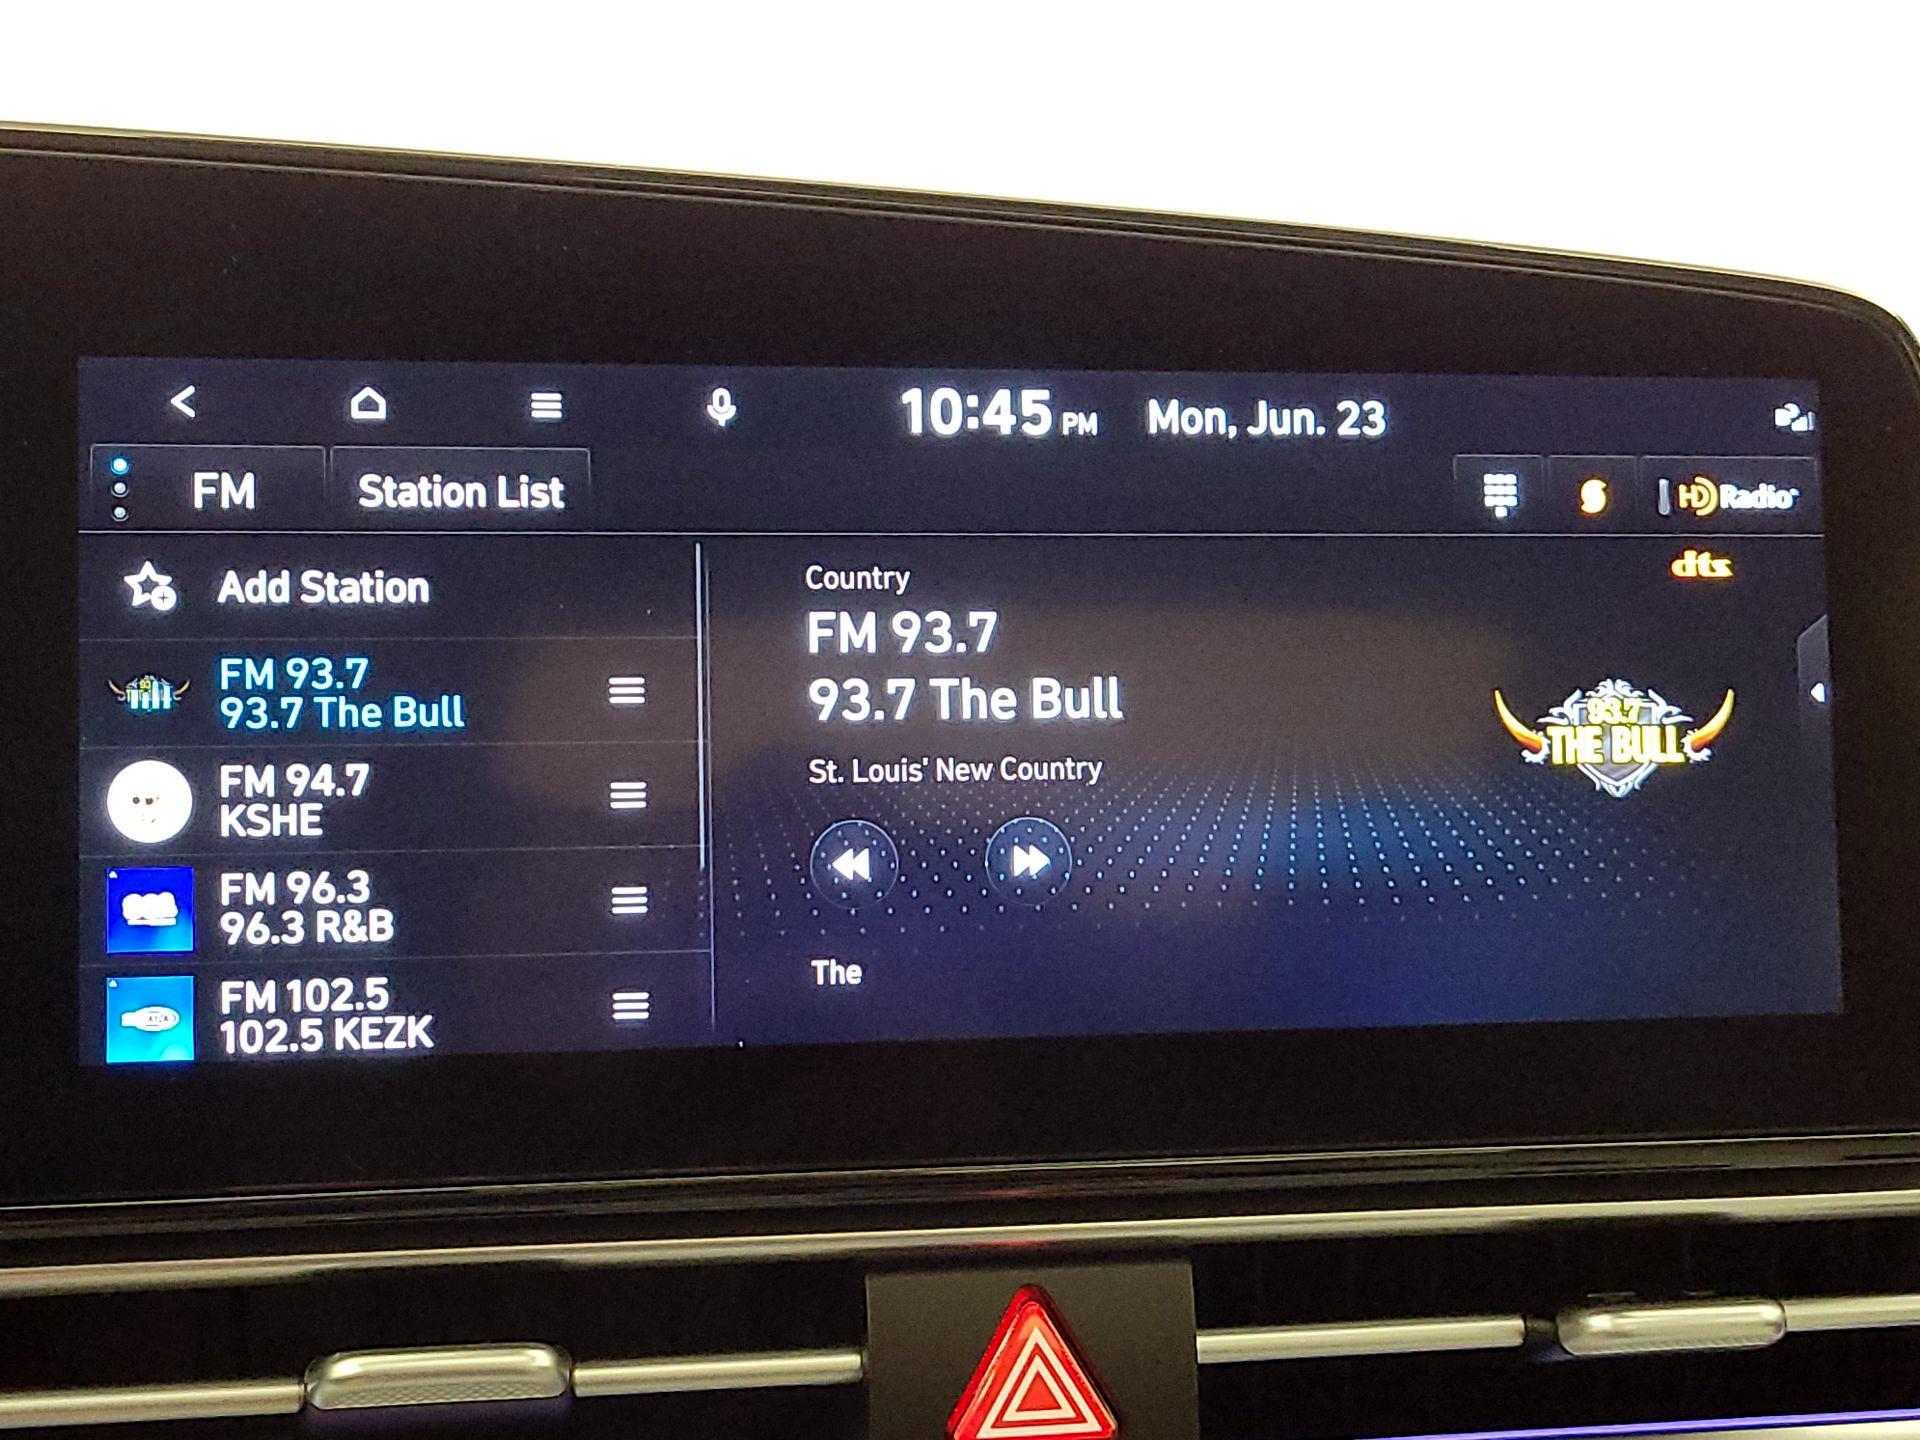 10:45 PM Mon, Jun. 23
FM
Station List
HD Radio
Add Station
FM 93.7
93.7 The Bull
FM 94.7
KSHE
FM 96.3
96.3 R&B
FM 102.5
102.5 KEZK
Country
dts
FM 93.7
93.7 The Bull
St. Louis' New Country
The
93.7
THE BULL